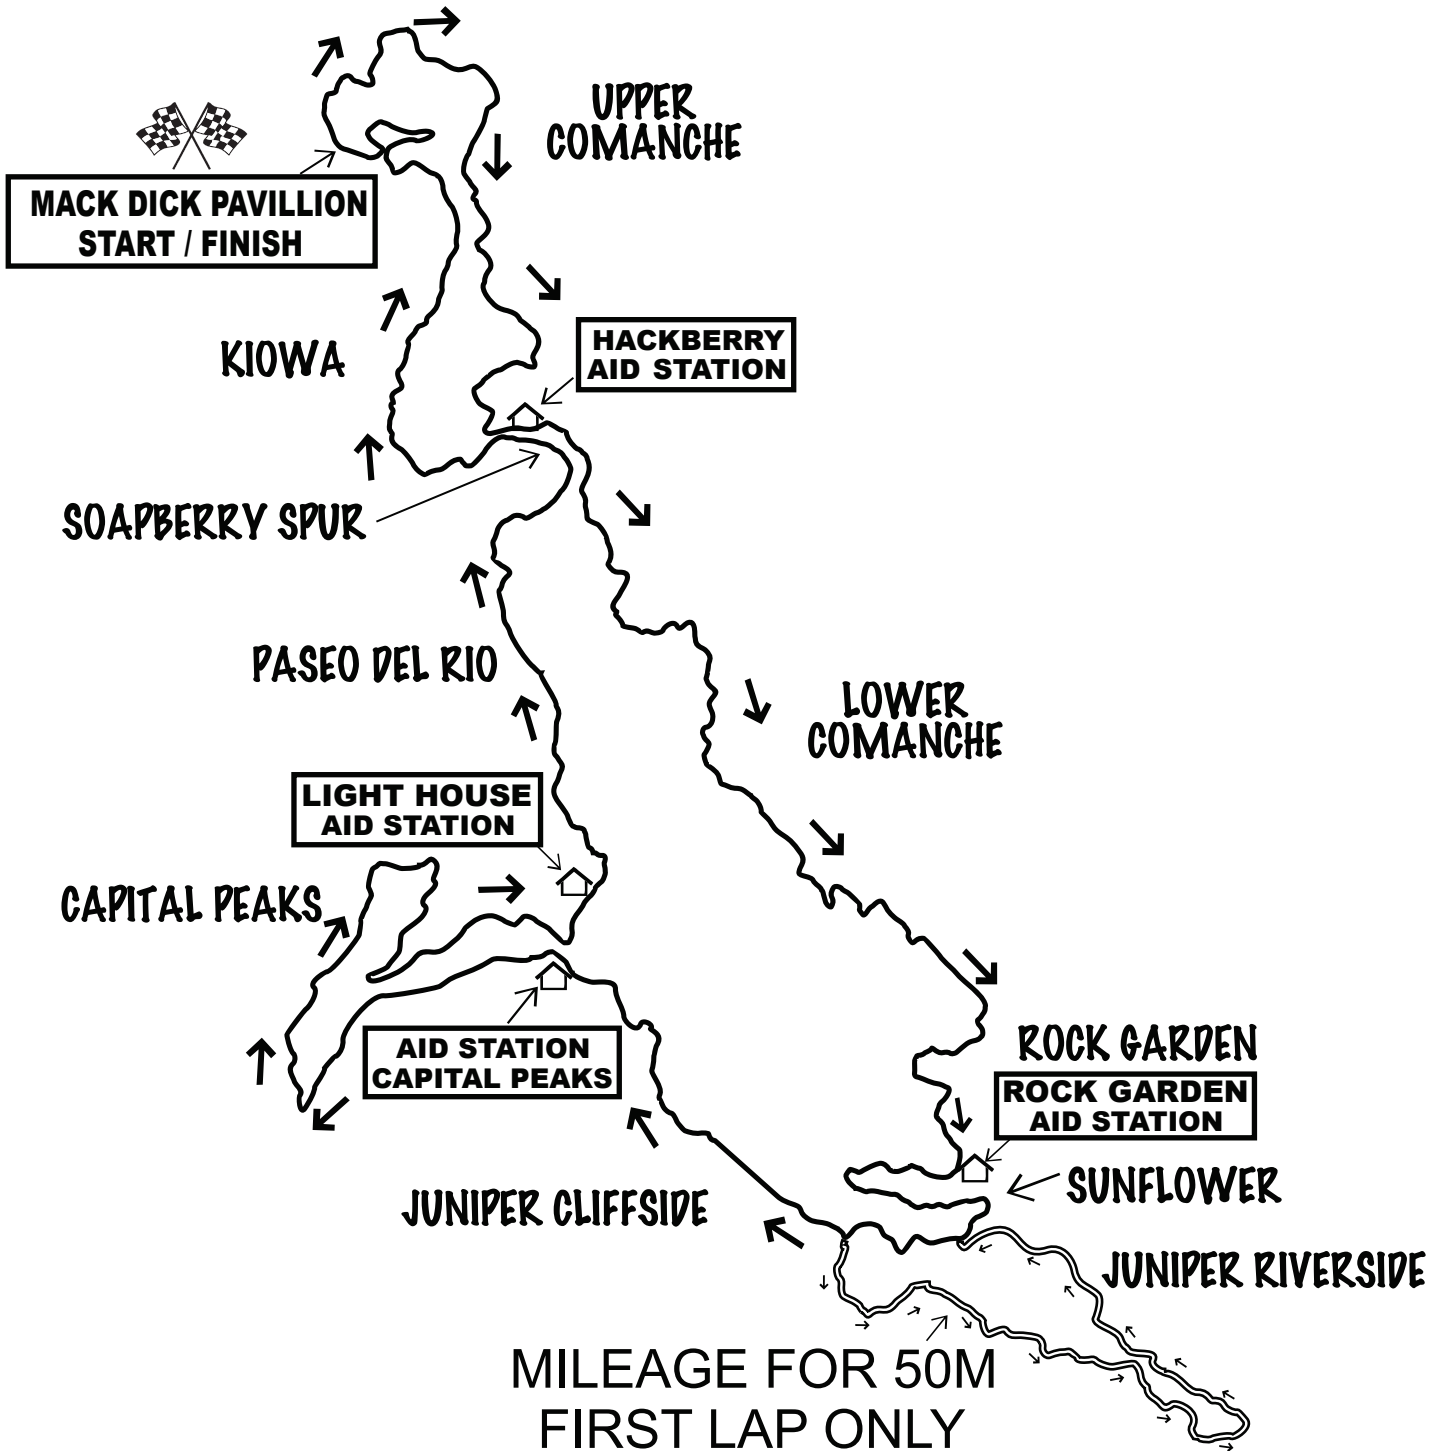 UPPER
COMANCHE
MACK DICK PAVILLION
START / FINISH
KIOWA
HACKBERRY
AID STATION
SOAPBERRY SPUR
PASEO DEL RIO
LOWER
COMANCHE
LIGHT HOUSE
AID STATION
CAPITAL PEAKS
AID STATION
CAPITAL PEAKS
ROCK GARDEN
ROCK GARDEN
AID STATION
SUNFLOWER
JUNIPER CLIFFSIDE
JUNIPER RIVERSIDE
MILEAGE FOR 50M
FIRST LAP ONLY